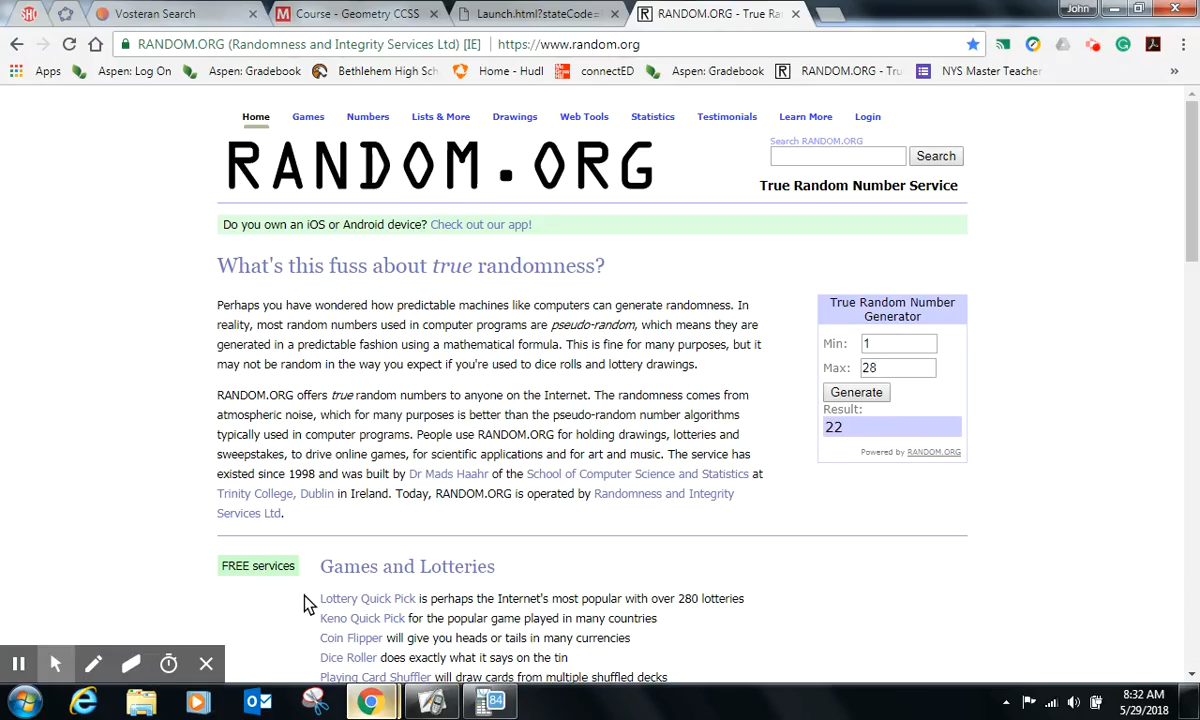 SHO
Vosteran Search
M Course - Geometry CCSS
Launch.html?stateCode=
R RANDOM.ORG - True Ra
John
RANDOM.ORG (Randomness and Integrity Services Ltd) [IE]
https://www.random.org
Apps
Aspen: Log On
Aspen: Gradebook
Bethlehem High Sch
Home - Hudl
connectED
Aspen: Gradebook
R RANDOM.ORG - Tru
NYS Master Teacher
»
Home Games Numbers Lists & More Drawings Web Tools Statistics Testimonials Learn More Login
RANDOM.ORG
Search RANDOM.ORG
Search
True Random Number Service
Do you own an iOS or Android device? Check out our app!
What's this fuss about true randomness?
Perhaps you have wondered how predictable machines like computers can generate randomness. In
reality, most random numbers used in computer programs are pseudo-random, which means they are
generated in a predictable fashion using a mathematical formula. This is fine for many purposes, but it
may not be random in the way you expect if you're used to dice rolls and lottery drawings.
RANDOM.ORG offers true random numbers to anyone on the Internet. The randomness comes from
atmospheric noise, which for many purposes is better than the pseudo-random number algorithms
typically used in computer programs. People use RANDOM.ORG for holding drawings, lotteries and
sweepstakes, to drive online games, for scientific applications and for art and music. The service has
existed since 1998 and was built by Dr Mads Haahr of the School of Computer Science and Statistics at
Trinity College, Dublin in Ireland. Today, RANDOM.ORG is operated by Randomness and Integrity
Services Ltd.
True Random Number
Generator
Min: 1
Max: 28
Generate
Result:
22
Powered by RANDOM.ORG
FREE services
Games and Lotteries
Lottery Quick Pick is perhaps the Internet's most popular with over 280 lotteries
Keno Quick Pick for the popular game played in many countries
Coin Flipper will give you heads or tails in many currencies
Dice Roller does exactly what it says on the tin
Playing Card Shuffler will draw cards from multiple shuffled decks
84
8:32 AM
5/29/2018